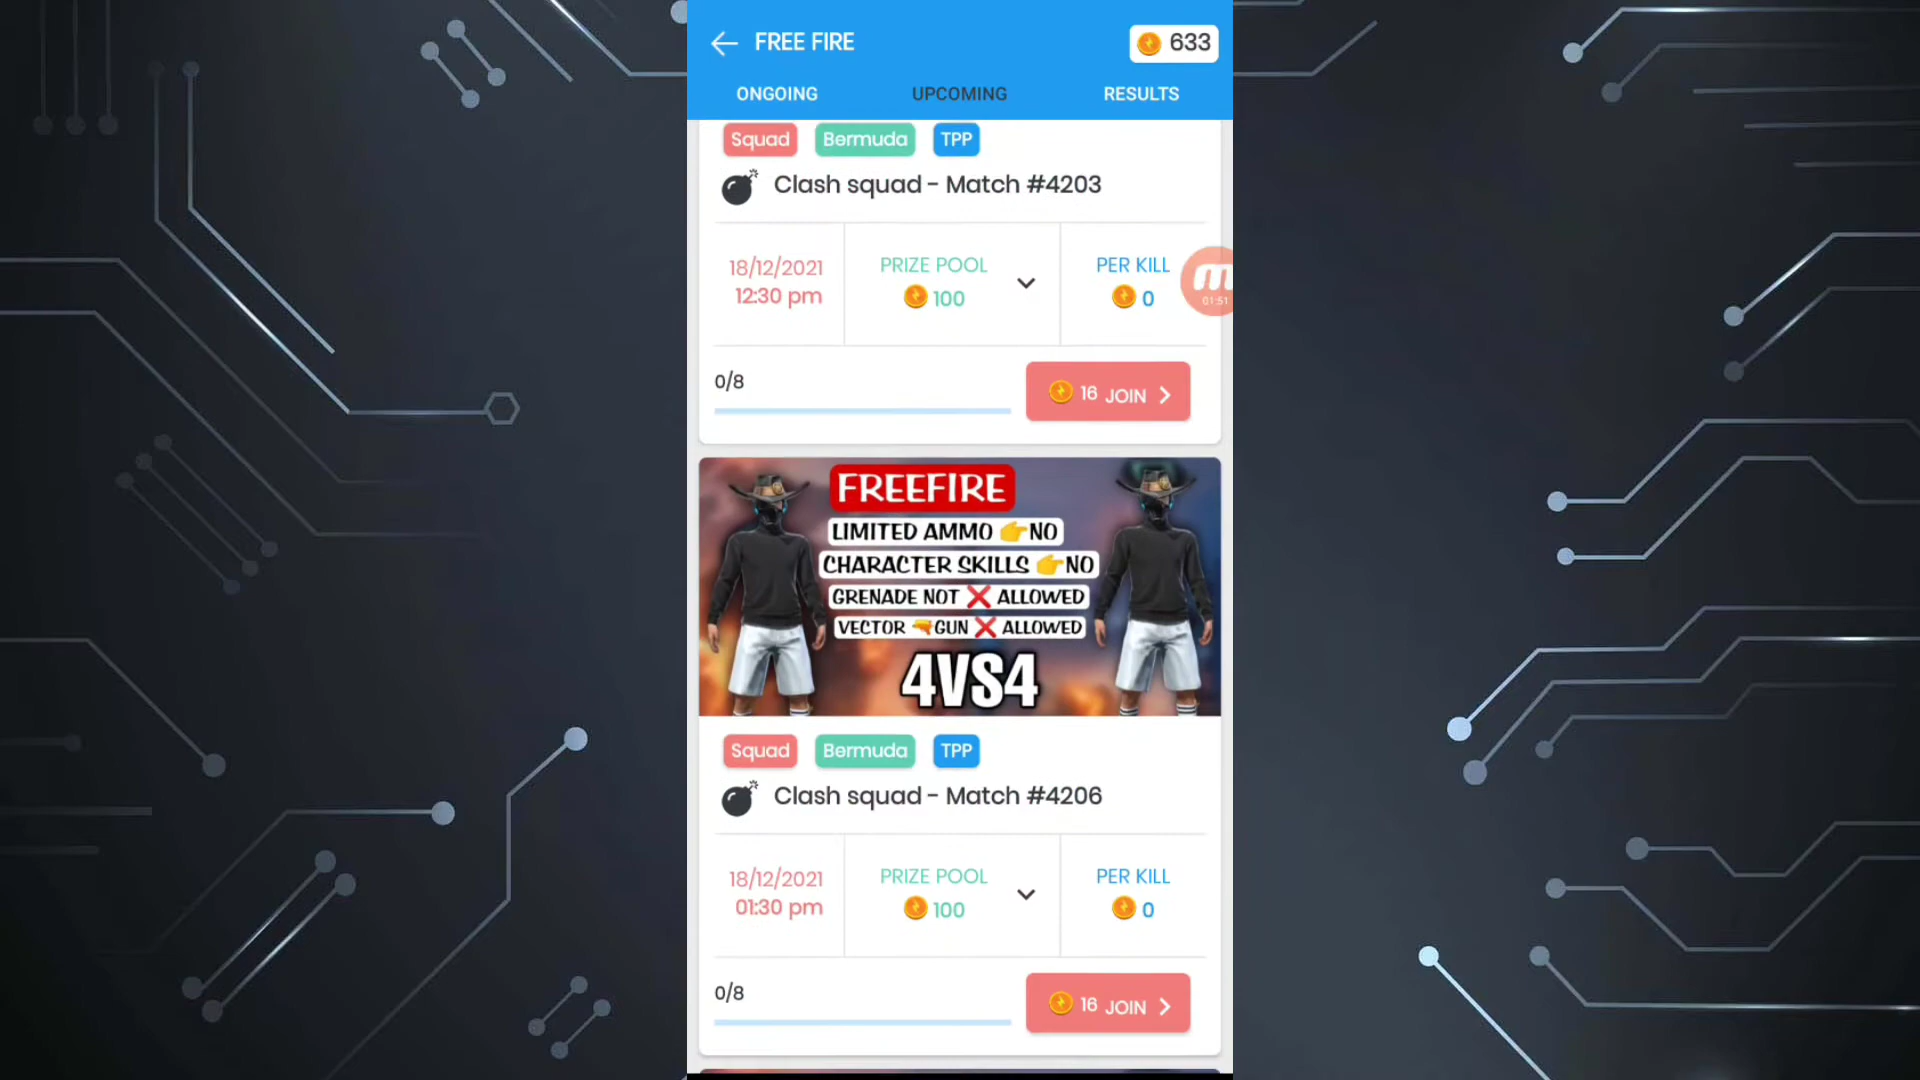 FREE FIRE
633
ONGOING UPCOMING RESULTS
Squad Bermuda TPP
Clash squad - Match #4203
18/12/2021
12:30 pm
PRIZE POOL
100
PER KILL
0
01:51
0/8
16 JOIN
FREEFIRE
LIMITED AMMO 👉NO
CHARACTER SKILLS 👉NO
GRENADE NOT ❌ ALLOWED
VECTOR 🔫GUN ❌ ALLOWED
4VS4
Squad Bermuda TPP
Clash squad - Match #4206
18/12/2021
01:30 pm
PRIZE POOL
100
PER KILL
0
0/8
16 JOIN